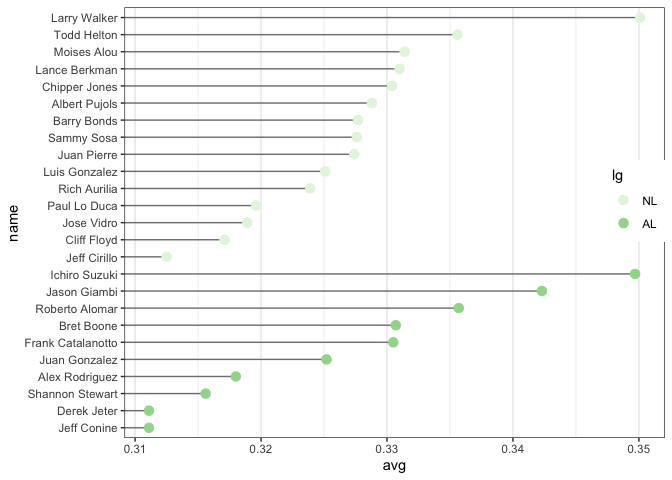 Larry Walker
Todd Helton
Moises Alou
Lance Berkman
Chipper Jones
Albert Pujols
Barry Bonds
Sammy Sosa
Juan Pierre
Luis Gonzalez
Rich Aurilia
Paul Lo Duca
Jose Vidro
Cliff Floyd
Jeff Cirillo
Ichiro Suzuki
Jason Giambi
Roberto Alomar
Bret Boone
Frank Catalanotto
Juan Gonzalez
Alex Rodriguez
Shannon Stewart
Derek Jeter
Jeff Conine
name
0.31 0.32 0.33 0.34 0.35
avg
lg
NL
AL